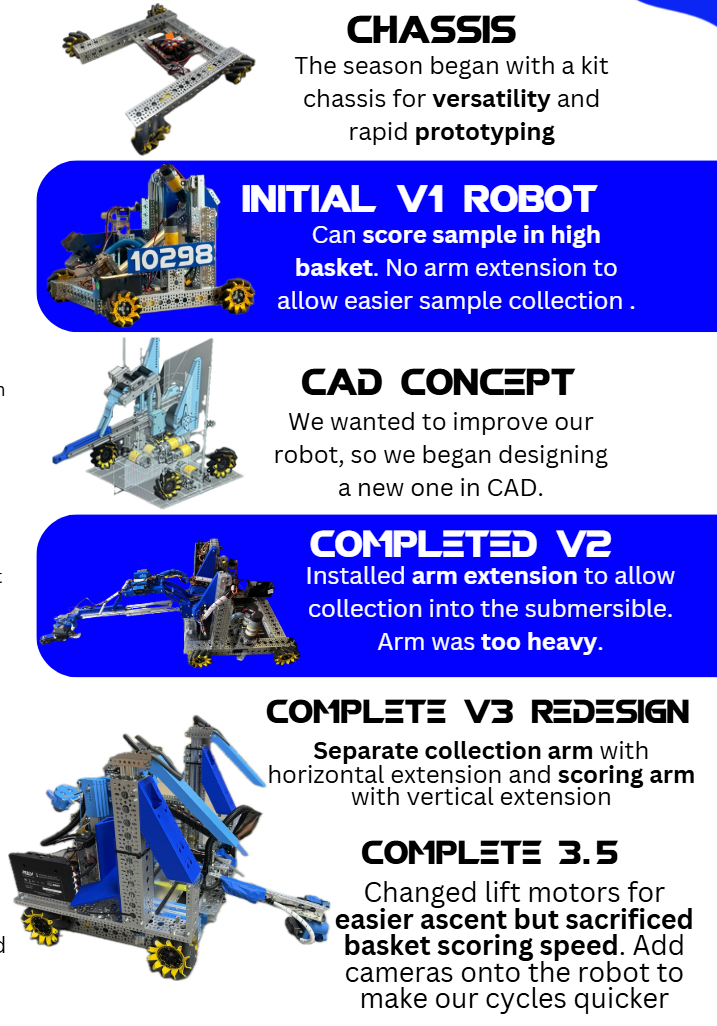 CHASSIS
The season began with a kit
chassis for versatility and
rapid prototyping
INITIAL V1 ROBOT
Can score sample in high
basket. No arm extension to
allow easier sample collection .
10298
CAD CONCEPT
We wanted to improve our
robot, so we began designing
a new one in CAD.
COMPLETED V2
Installed arm extension to allow
collection into the submersible.
Arm was too heavy.
COMPLETE V3 REDESIGN
Separate collection arm with
horizontal extension and scoring arm
with vertical extension
COMPLETE 3.5
Changed lift motors for
easier ascent but sacrificed
basket scoring speed. Add
cameras onto the robot to
make our cycles quicker